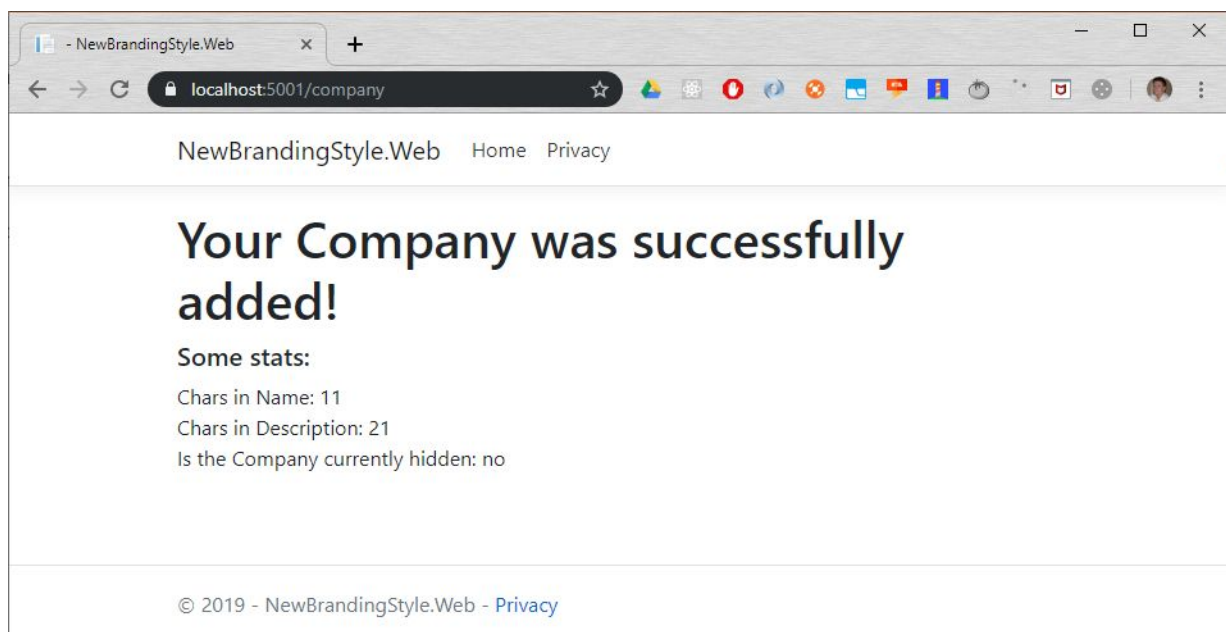 - NewBrandingStyle.Web
localhost:5001/company
NewBrandingStyle.Web Home Privacy
Your Company was successfully
added!
Some stats:
Chars in Name: 11
Chars in Description: 21
Is the Company currently hidden: no
© 2019 - NewBrandingStyle.Web - Privacy